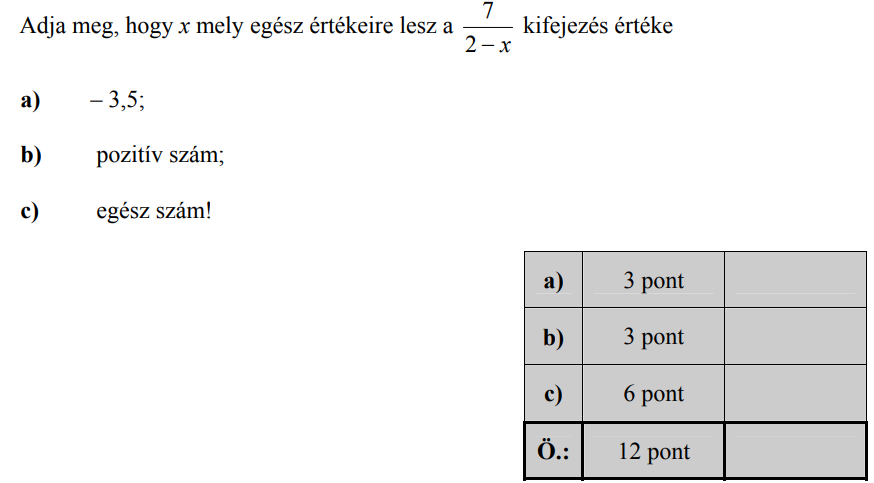 Adja meg, hogy x mely egész értékeire lesz a 7/(2 – x) kifejezés értéke
a) – 3,5;
b) pozitív szám;
c) egész szám!
a) 3 pont
b) 3 pont
c) 6 pont
Ö.: 12 pont